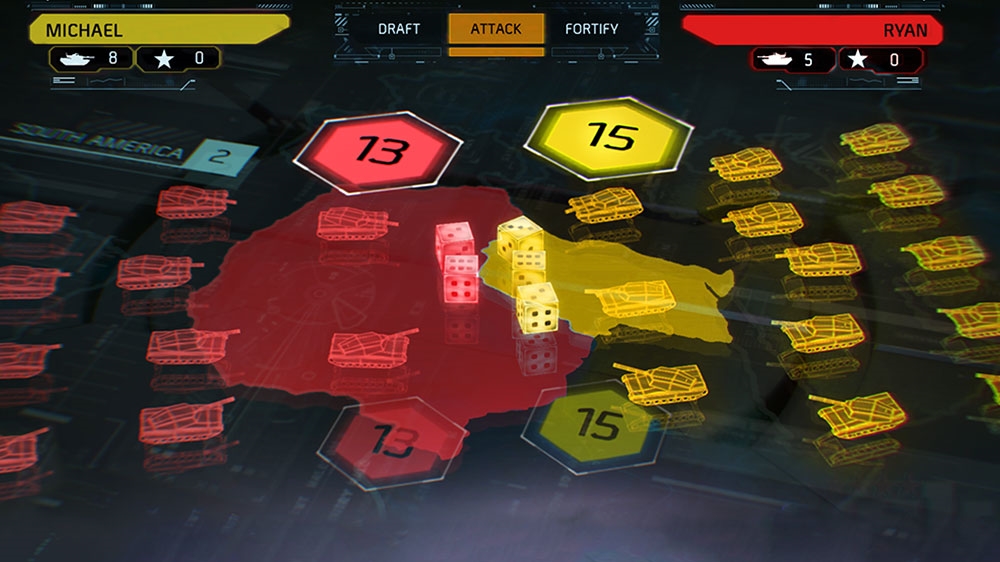 MICHAEL
8 0
DRAFT ATTACK FORTIFY
RYAN
5 0
SOUTH AMERICA 2
13
15
13
15